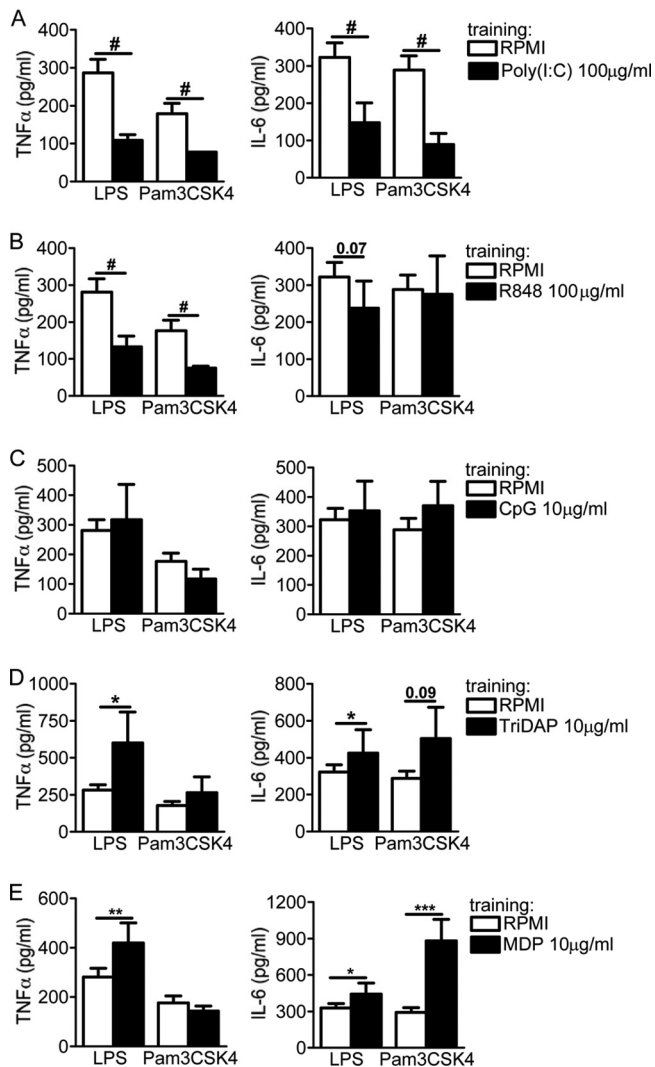 A
TNFα (pg/ml)
400
300
200
100
0
#
#
LPS Pam3CSK4
IL-6 (pg/ml)
400
300
200
100
0
#
#
LPS Pam3CSK4
training:
RPMI
Poly(I:C) 100µg/ml
B
TNFα (pg/ml)
400
300
200
100
0
#
#
LPS Pam3CSK4
IL-6 (pg/ml)
400
300
200
100
0
0.07
LPS Pam3CSK4
training:
RPMI
R848 100µg/ml
C
TNFα (pg/ml)
500
400
300
200
100
0
LPS Pam3CSK4
IL-6 (pg/ml)
500
400
300
200
100
0
LPS Pam3CSK4
training:
RPMI
CpG 10µg/ml
D
TNFα (pg/ml)
1000
750
500
250
0
*
LPS Pam3CSK4
IL-6 (pg/ml)
800
600
400
200
0
*
0.09
LPS Pam3CSK4
training:
RPMI
TriDAP 10µg/ml
E
TNFα (pg/ml)
600
400
200
0
**
LPS Pam3CSK4
IL-6 (pg/ml)
1200
900
600
300
0
*
***
LPS Pam3CSK4
training:
RPMI
MDP 10µg/ml